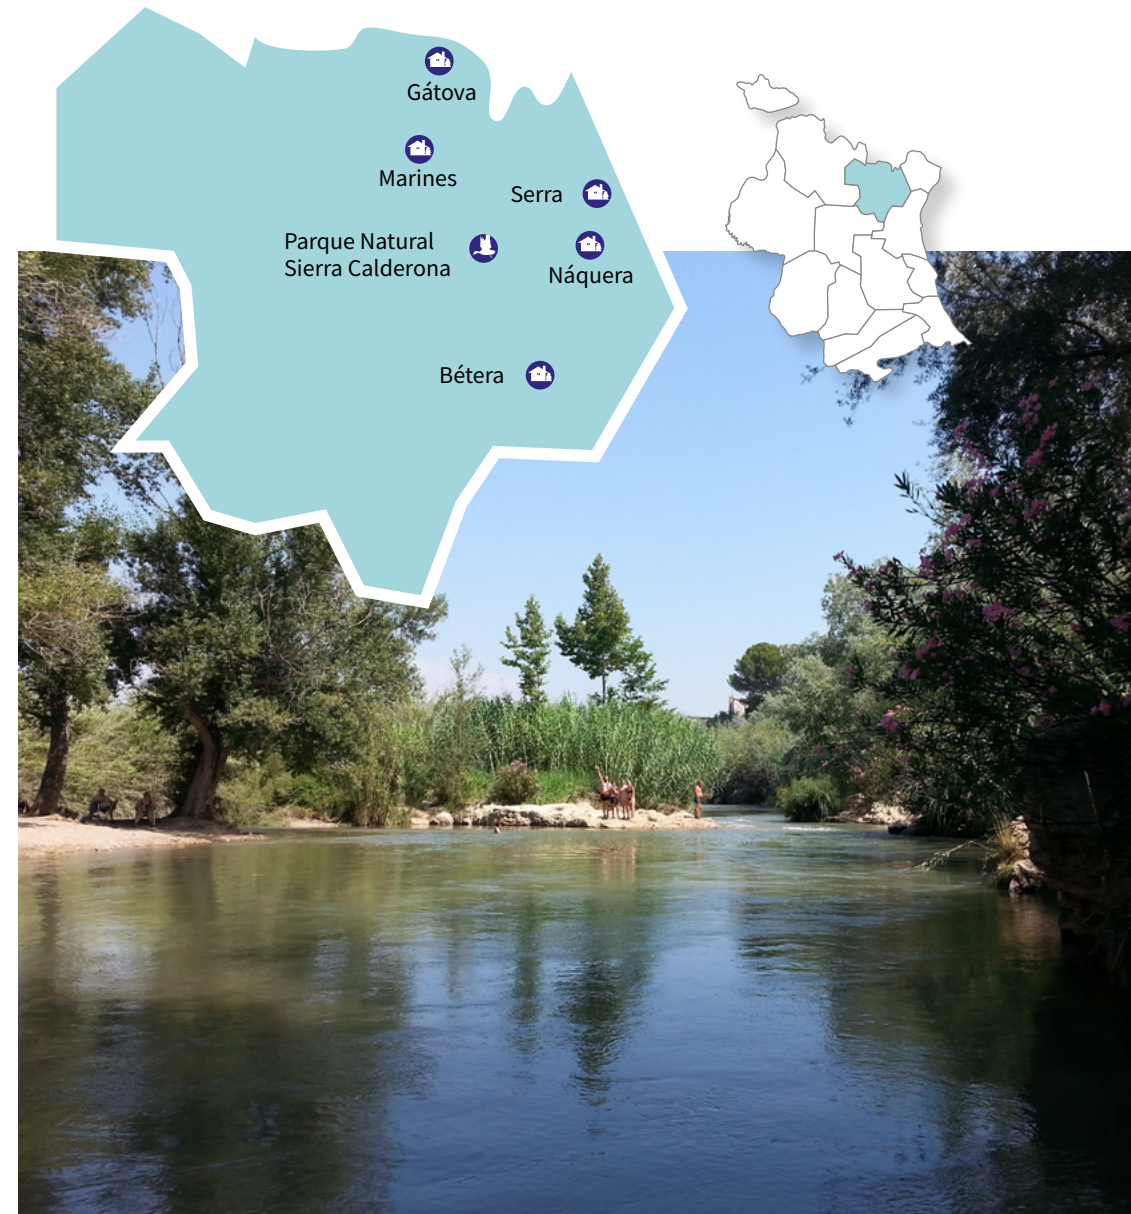 Gátova
Marines
Serra
Parque Natural
Sierra Calderona
Náquera
Bétera